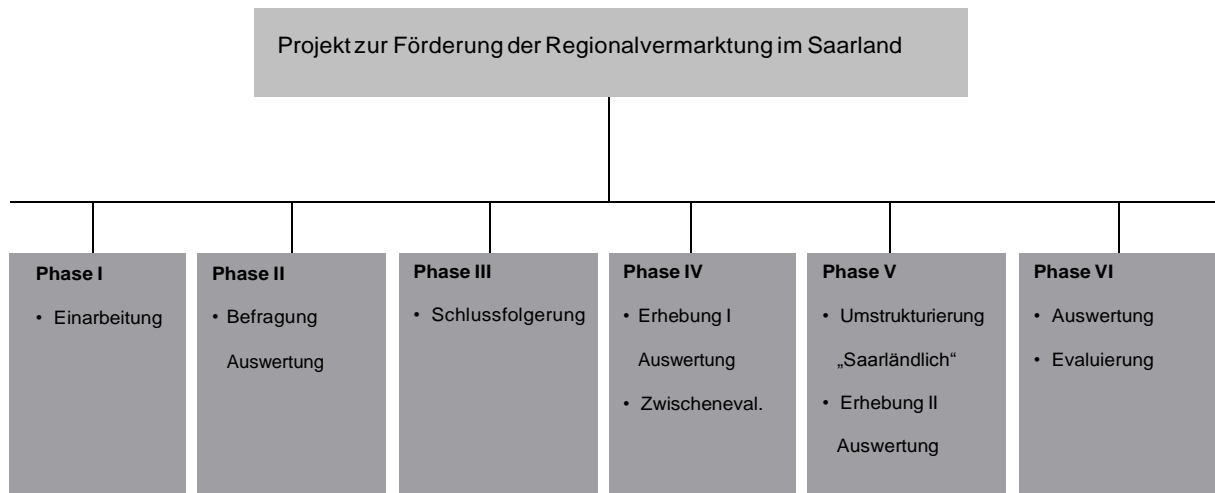 Projekt zur Förderung der Regionalvermarktung im Saarland
Phase I
• Einarbeitung
Phase II
• Befragung
Auswertung
Phase III
• Schlussfolgerung
Phase IV
• Erhebung I
Auswertung
• Zwischeneval.
Phase V
• Umstrukturierung
„Saarländlich“
• Erhebung II
Auswertung
Phase VI
• Auswertung
• Evaluierung